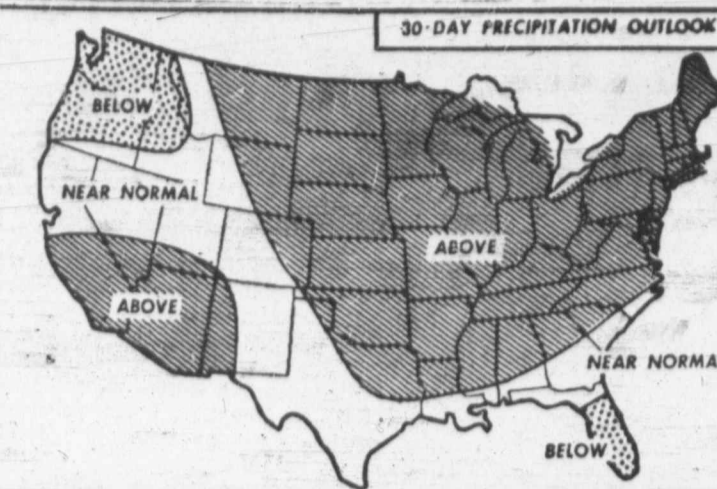 30-DAY PRECIPITATION OUTLOOK
BELOW
NEAR NORMAL
ABOVE
ABOVE
NEAR NORMA
BELOW